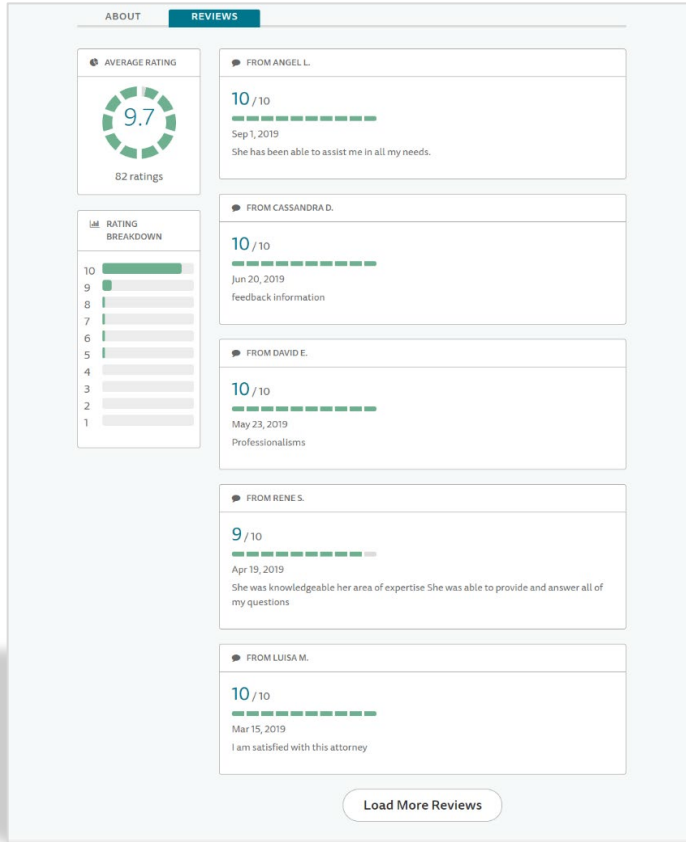 ABOUT
REVIEWS
AVERAGE RATING
9.7
82 ratings
RATING
BREAKDOWN
10
9
8
7
6
5
4
3
2
1
FROM ANGEL L.
10 / 10
Sep 1, 2019
She has been able to assist me in all my needs.
FROM CASSANDRA D.
10 / 10
Jun 20, 2019
feedback information
FROM DAVID E.
10 / 10
May 23, 2019
Professionalisms
FROM RENE S.
9 / 10
Apr 19, 2019
She was knowledgeable her area of expertise She was able to provide and answer all of
my questions
FROM LUISA M.
10 / 10
Mar 15, 2019
I am satisfied with this attorney
Load More Reviews